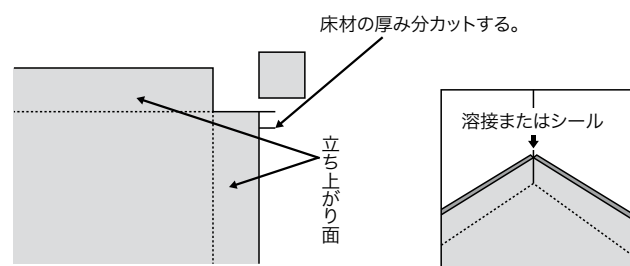 床材の厚み分カットする。
溶接またはシール
立ち上がり面